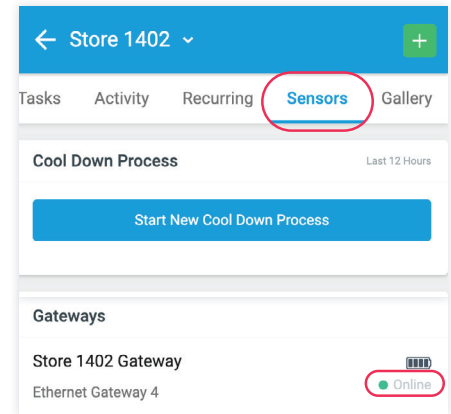 Store 1402
Tasks Activity Recurring Sensors Gallery
Cool Down Process Last 12 Hours
Start New Cool Down Process
Gateways
Store 1402 Gateway
Ethernet Gateway 4 Online